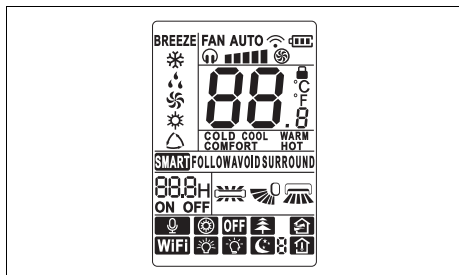 BREEZE FAN AUTO
88.8
°C
°F
COLD COOL WARM
COMFORT HOT
SMART FOLLOW AVOID SURROUND
88.8H
ON OFF
OFF
WiFi 8